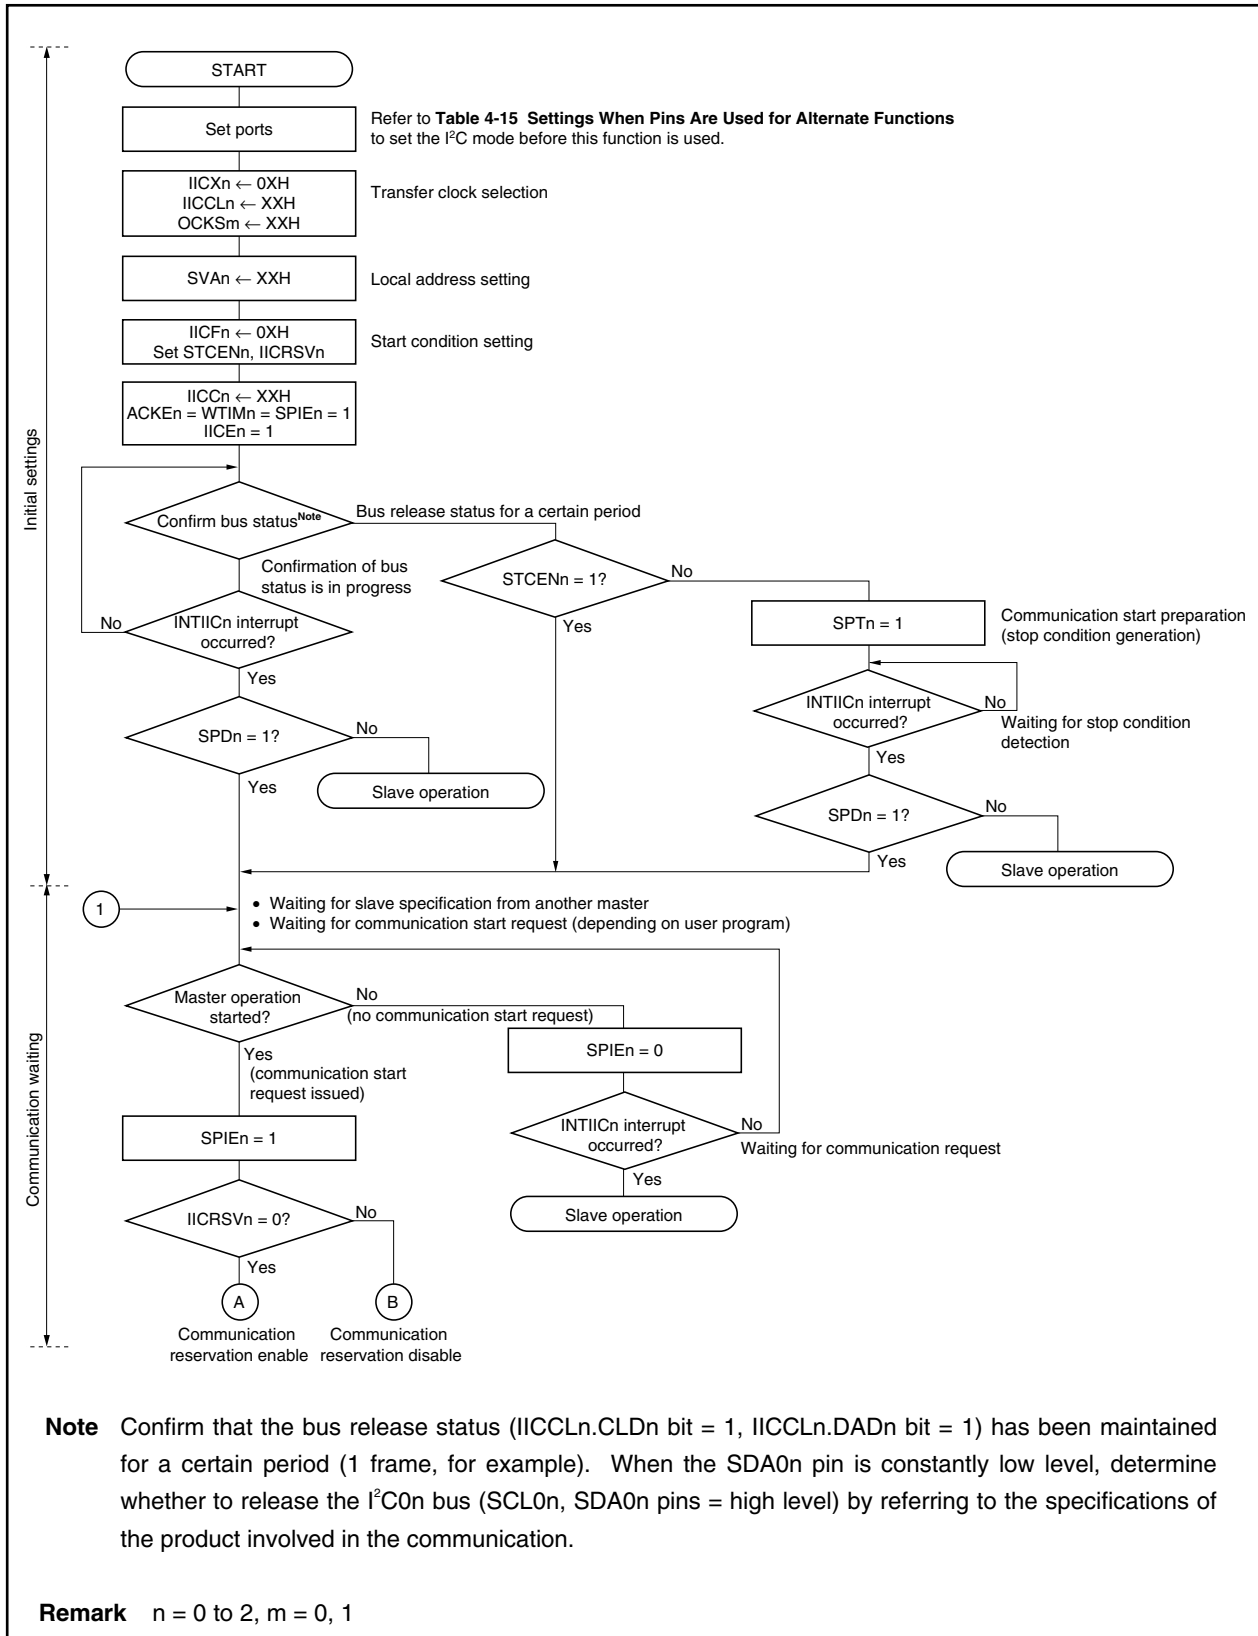 START
Set ports
Refer to Table 4-15 Settings When Pins Are Used for Alternate Functions
to set the I²C mode before this function is used.
IICXn ← 0XH
IICCLn ← XXH
OCKSm ← XXH
Transfer clock selection
SVAn ← XXH
Local address setting
IICFn ← 0XH
Set STCENn, IICRSVn
Start condition setting
IICCn ← XXH
ACKEn = WTIMn = SPIEn = 1
IICEn = 1
Initial settings
Confirm bus statusNote
Bus release status for a certain period
Confirmation of bus
status is in progress
STCENn = 1?
No
Yes
SPTn = 1
Communication start preparation
(stop condition generation)
No
INTIICn interrupt
occurred?
Yes
INTIICn interrupt
occurred?
No
Waiting for stop condition
detection
Yes
SPDn = 1?
No
Yes
Slave operation
SPDn = 1?
No
Yes
Slave operation
1
• Waiting for slave specification from another master
• Waiting for communication start request (depending on user program)
Communication waiting
Master operation
started?
No
(no communication start request)
Yes
(communication start
request issued)
SPIEn = 0
SPIEn = 1
INTIICn interrupt
occurred?
No
Waiting for communication request
Yes
Slave operation
IICRSVn = 0?
No
Yes
A
B
Communication
reservation enable
Communication
reservation disable
Note Confirm that the bus release status (IICCLn.CLDn bit = 1, IICCLn.DADn bit = 1) has been maintained
for a certain period (1 frame, for example). When the SDA0n pin is constantly low level, determine
whether to release the I²C0n bus (SCL0n, SDA0n pins = high level) by referring to the specifications of
the product involved in the communication.
Remark n = 0 to 2, m = 0, 1